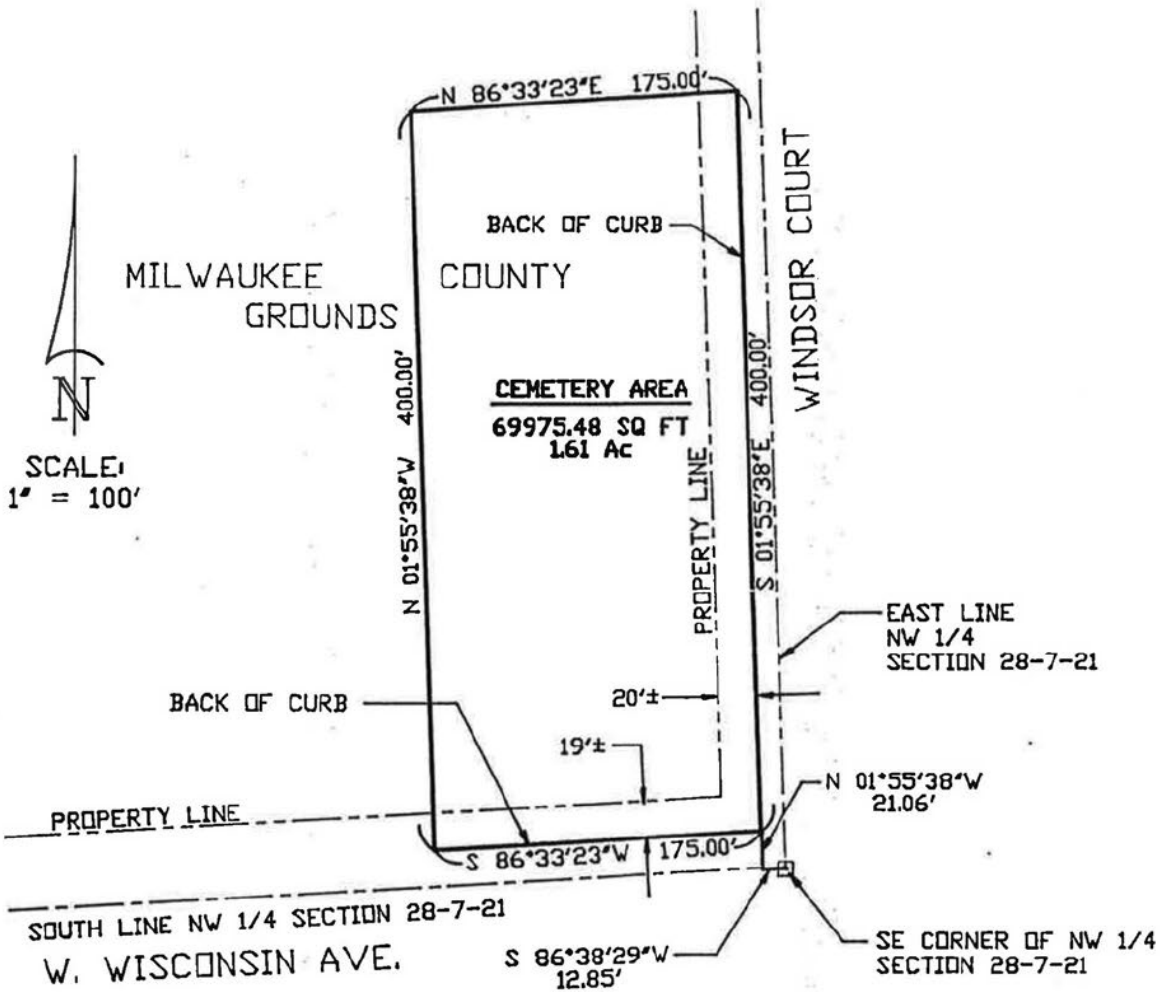 N 86°33'23"E 175.00'
BACK OF CURB
WINDSOR COURT
MILWAUKEE COUNTY
GROUNDS
N
SCALE:
1" = 100'
N 01°55'38"W 400.00'
CEMETERY AREA
69975.48 SQ FT
1.61 Ac
PROPERTY LINE
S 01°55'38"E 400.00'
EAST LINE
NW 1/4
SECTION 28-7-21
BACK OF CURB
20'±
19'±
N 01°55'38"W
21.06'
PROPERTY LINE
S 86°33'23"W 175.00'
SOUTH LINE NW 1/4 SECTION 28-7-21
W. WISCONSIN AVE.
S 86°38'29"W
12.85'
SE CORNER OF NW 1/4
SECTION 28-7-21